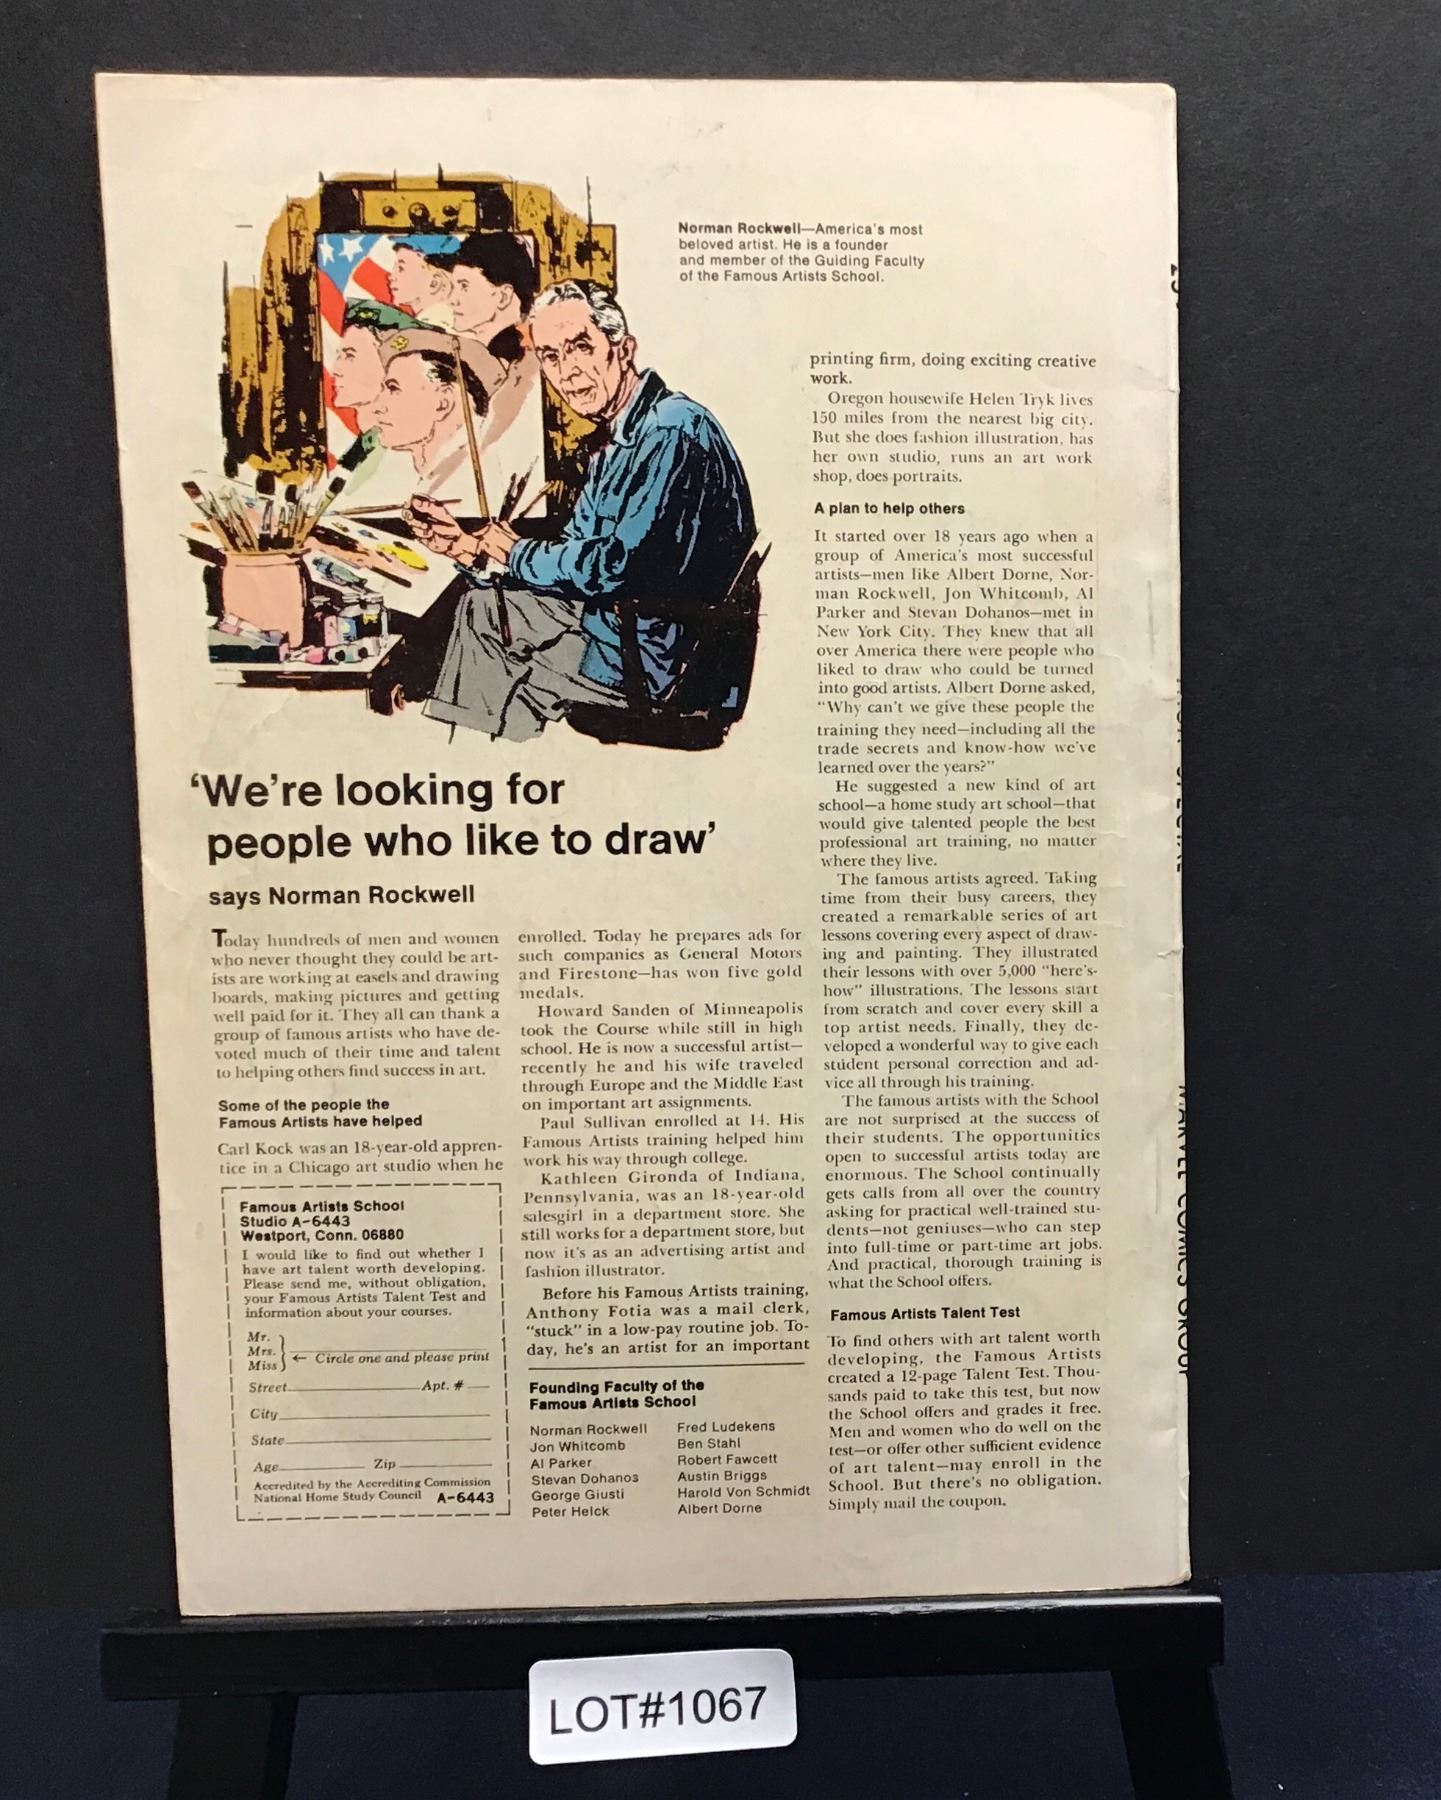 Norman Rockwell—America's most
beloved artist. He is a founder
and member of the Guiding Faculty
of the Famous Artists School.
'We're looking for
people who like to draw'
says Norman Rockwell
Today hundreds of men and women
who never thought they could be art-
ists are working at easels and drawing
boards, making pictures and getting
well paid for it. They all can thank a
group of famous artists who have de-
voted much of their time and talent
to helping others find success in art.
Some of the people the
Famous Artists have helped
Carl Kock was an 18-year-old appren-
tice in a Chicago art studio when he
enrolled. Today he prepares ads for
such companies as General Motors
and Firestone—has won five gold
medals.
Howard Sanden of Minneapolis
took the Course while still in high
school. He is now a successful artist—
recently he and his wife traveled
through Europe and the Middle East
on important art assignments.
Paul Sullivan enrolled at 14. His
Famous Artists training helped him
work his way through college.
Kathleen Gironda of Indiana,
Pennsylvania, was an 18-year-old
salesgirl in a department store. She
still works for a department store, but
now it's as an advertising artist and
fashion illustrator.
Before his Famous Artists training,
Anthony Fotia was a mail clerk,
"stuck" in a low-pay routine job. To-
day, he's an artist for an important
printing firm, doing exciting creative
work.
Oregon housewife Helen Tryk lives
150 miles from the nearest big city.
But she does fashion illustration, has
her own studio, runs an art work
shop, does portraits.
A plan to help others
It started over 18 years ago when a
group of America's most successful
artists—men like Albert Dorne, Nor-
man Rockwell, Jon Whitcomb, Al
Parker and Stevan Dohanos—met in
New York City. They knew that all
over America there were people who
liked to draw who could be turned
into good artists. Albert Dorne asked,
"Why can't we give these people the
training they need—including all the
trade secrets and know-how we've
learned over the years?"
He suggested a new kind of art
school—a home study art school—that
would give talented people the best
professional art training, no matter
where they live.
The famous artists agreed. Taking
time from their busy careers, they
created a remarkable series of art
lessons covering every aspect of draw-
ing and painting. They illustrated
their lessons with over 5,000 "here's-
how" illustrations. The lessons start
from scratch and cover every skill a
top artist needs. Finally, they de-
veloped a wonderful way to give each
student personal correction and ad-
vice all through his training.
The famous artists with the School
are not surprised at the success of
their students. The opportunities
open to successful artists today are
enormous. The School continually
gets calls from all over the country
asking for practical well-trained stu-
dents—not geniuses—who can step
into full-time or part-time art jobs.
And practical, thorough training is
what the School offers.
Famous Artists Talent Test
To find others with art talent worth
developing, the Famous Artists
created a 12-page Talent Test. Thou-
sands paid to take this test, but now
the School offers and grades it free.
Men and women who do well on the
test—or offer other sufficient evidence
of art talent—may enroll in the
School. But there's no obligation.
Simply mail the coupon.
Famous Artists School
Studio A-6443
Westport, Conn. 06880
I would like to find out whether I
have art talent worth developing.
Please send me, without obligation,
your Famous Artists Talent Test and
information about your courses.
Mr.
Mrs.
Miss
← Circle one and please print
Street Apt. #
City
State
Age Zip
Accredited by the Accrediting Commission
National Home Study Council A-6443
Founding Faculty of the
Famous Artists School
Norman Rockwell
Jon Whitcomb
Al Parker
Stevan Dohanos
George Giusti
Peter Helck
Fred Ludekens
Ben Stahl
Robert Fawcett
Austin Briggs
Harold Von Schmidt
Albert Dorne
MARVEL COMICS GROUP
LOT#1067